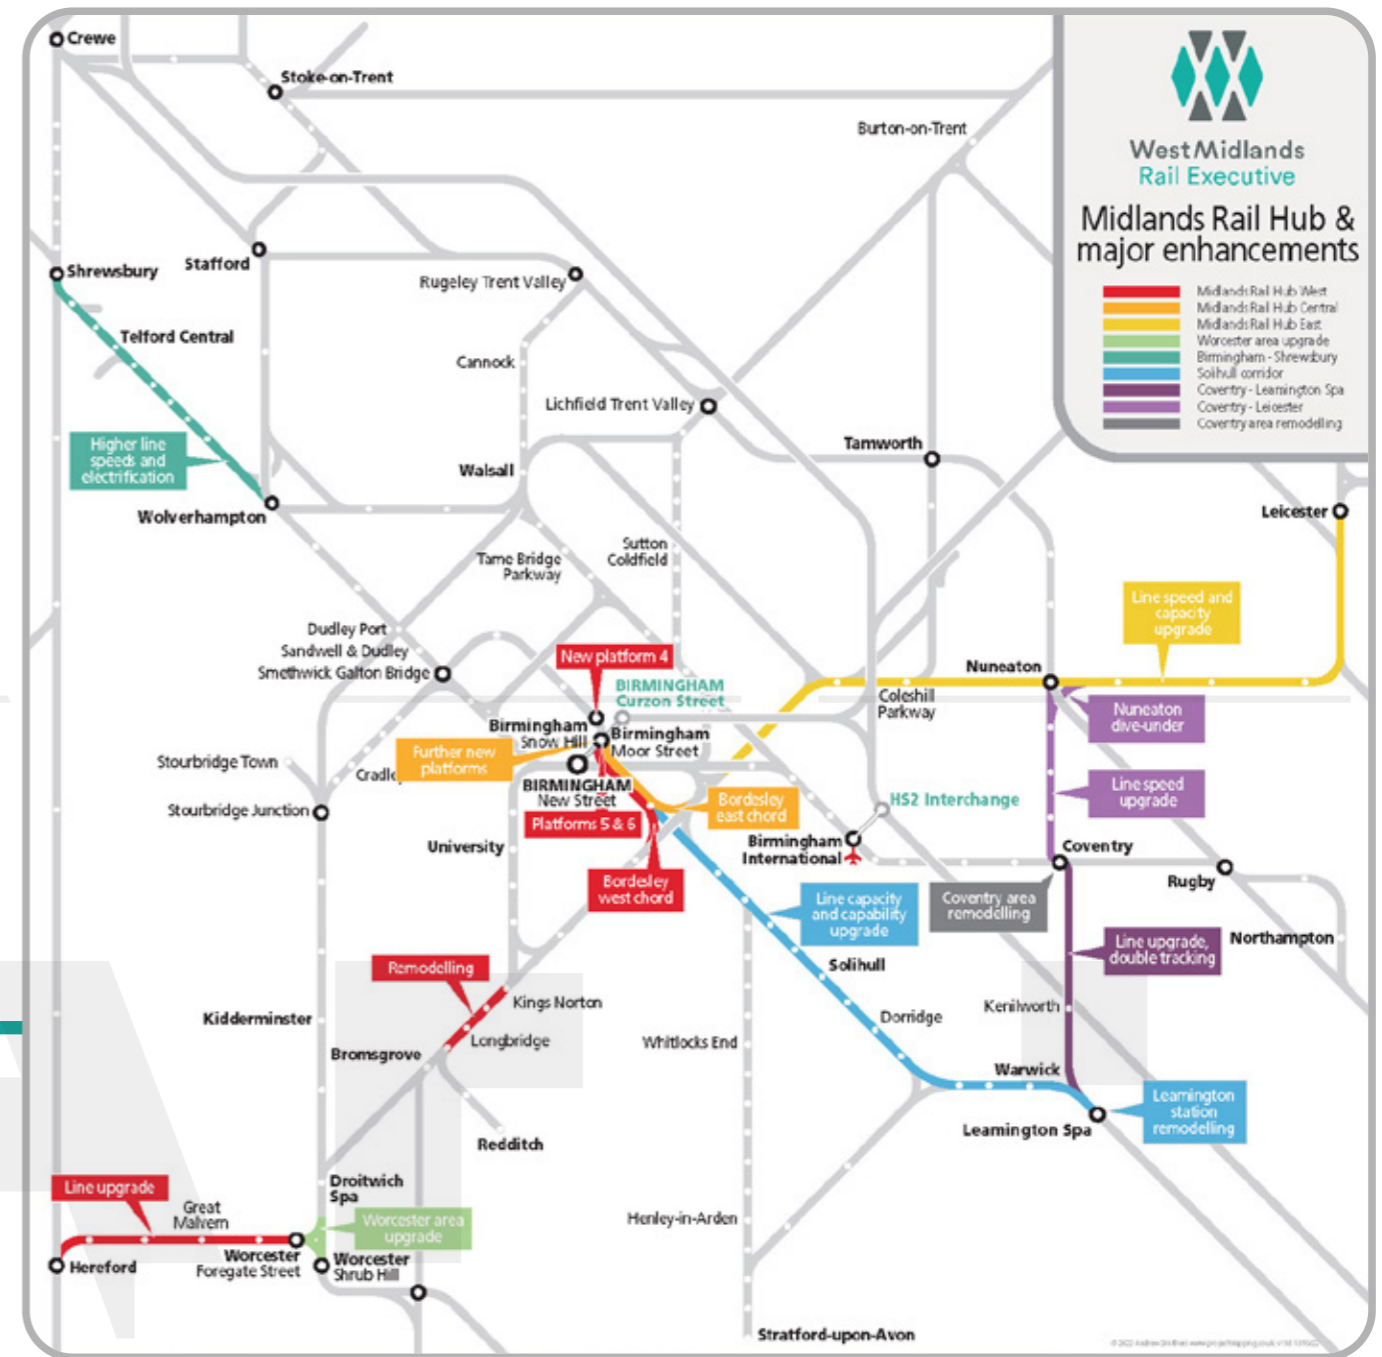 Crewe
Stoke-on-Trent
Burton-on-Trent
WestMidlands
Rail Executive
Midlands Rail Hub &
major enhancements
Midlands Rail Hub West
Midlands Rail Hub Central
Midlands Rail Hub East
Worcester area upgrade
Birmingham - Shrewsbury
Solihull corridor
Coventry - Leamington Spa
Coventry - Leicester
Coventry area remodelling
Stafford
Shrewsbury
Rugeley Trent Valley
Telford Central
Cannock
Lichfield Trent Valley
Higher line
speeds and
electrification
Walsall
Tamworth
Wolverhampton
Leicester
Tame Bridge
Parkway
Sutton
Coldfield
Line speed and
capacity
upgrade
Dudley Port
Sandwell & Dudley
Smethwick Galton Bridge
New platform 4
BIRMINGHAM
Curzon Street
Nuneaton
Coleshill
Parkway
Nuneaton
dive-under
Birmingham
Snow Hill
Birmingham
Moor Street
Further new
platforms
Stourbridge Town
Cradle
BIRMINGHAM
New Street
Line speed
upgrade
Stourbridge Junction
Platforms 5 & 6
Bordesley
east chord
HS2 Interchange
University
Birmingham
International
Coventry
Rugby
Bordesley
west chord
Line capacity
and capability
upgrade
Coventry area
remodelling
Line upgrade,
double tracking
Northampton
Remodelling
Solihull
Kings Norton
Kenilworth
Kidderminster
Longbridge
Dorridge
Bromsgrove
Whitlocks End
Warwick
Leamington
station
remodelling
Redditch
Leamington Spa
Line upgrade
Droitwich
Spa
Great
Malvern
Worcester area
upgrade
Henley-in-Arden
Hereford
Worcester
Foregate Street
Worcester
Shrub Hill
Stratford-upon-Avon